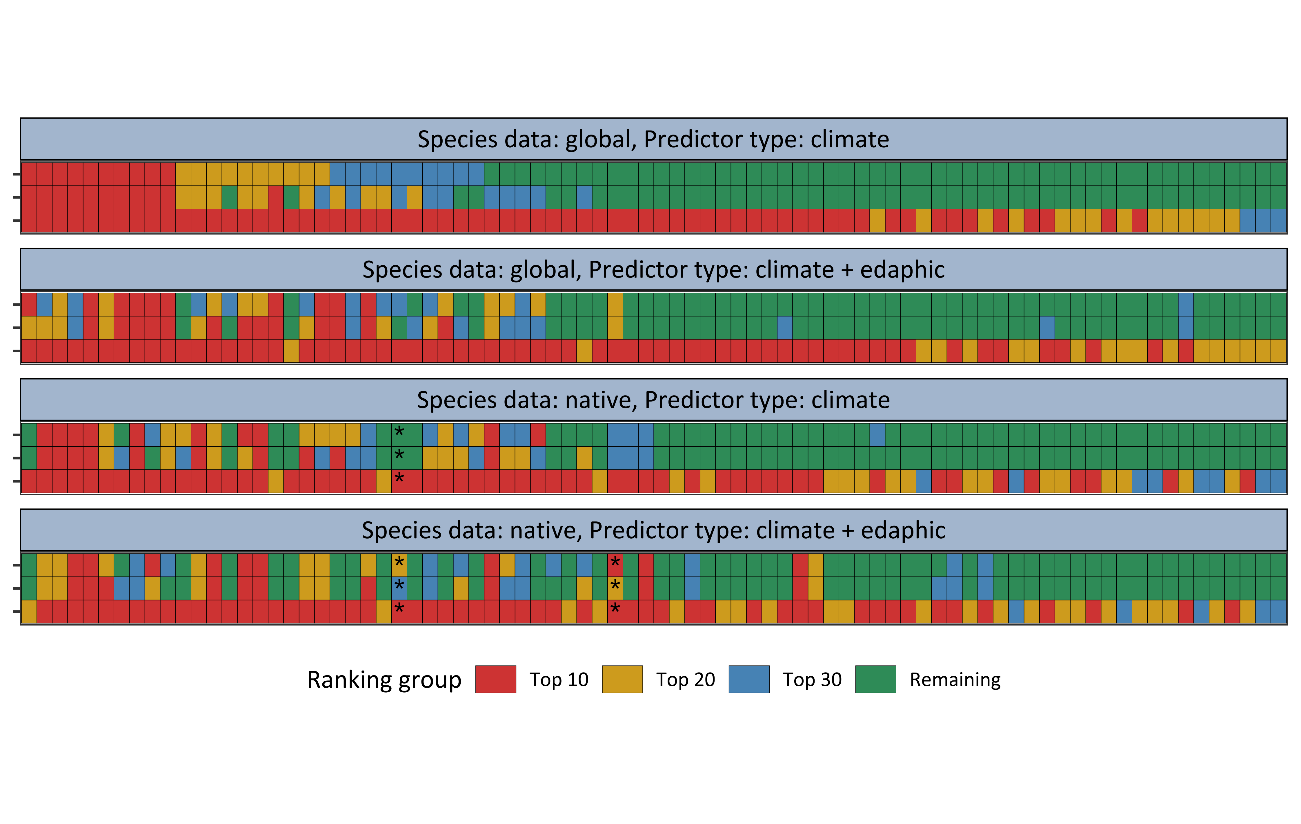 Species data: global, Predictor type: climate
Species data: global, Predictor type: climate + edaphic
Species data: native, Predictor type: climate
*
*
*
Species data: native, Predictor type: climate + edaphic
* *
* *
* *
Ranking group Top 10 Top 20 Top 30 Remaining